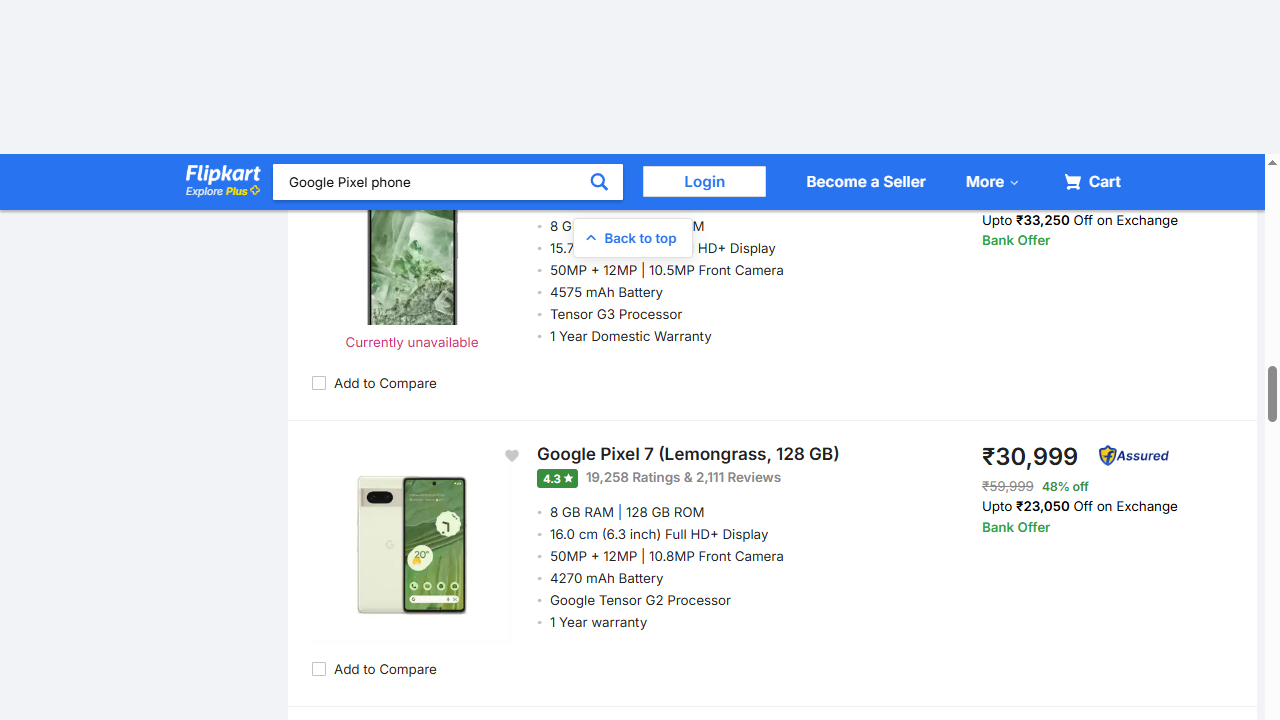 Flipkart
Explore Plus
Google Pixel phone
Login
Become a Seller
More
Cart
Back to top
8 G M
15.7 HD+ Display
50MP + 12MP | 10.5MP Front Camera
4575 mAh Battery
Tensor G3 Processor
1 Year Domestic Warranty
Upto ₹33,250 Off on Exchange
Bank Offer
Currently unavailable
Add to Compare
Google Pixel 7 (Lemongrass, 128 GB)
4.3 ★ 19,258 Ratings & 2,111 Reviews
8 GB RAM | 128 GB ROM
16.0 cm (6.3 inch) Full HD+ Display
50MP + 12MP | 10.8MP Front Camera
4270 mAh Battery
Google Tensor G2 Processor
1 Year warranty
₹30,999
Assured
₹59,999 48% off
Upto ₹23,050 Off on Exchange
Bank Offer
20°
Add to Compare